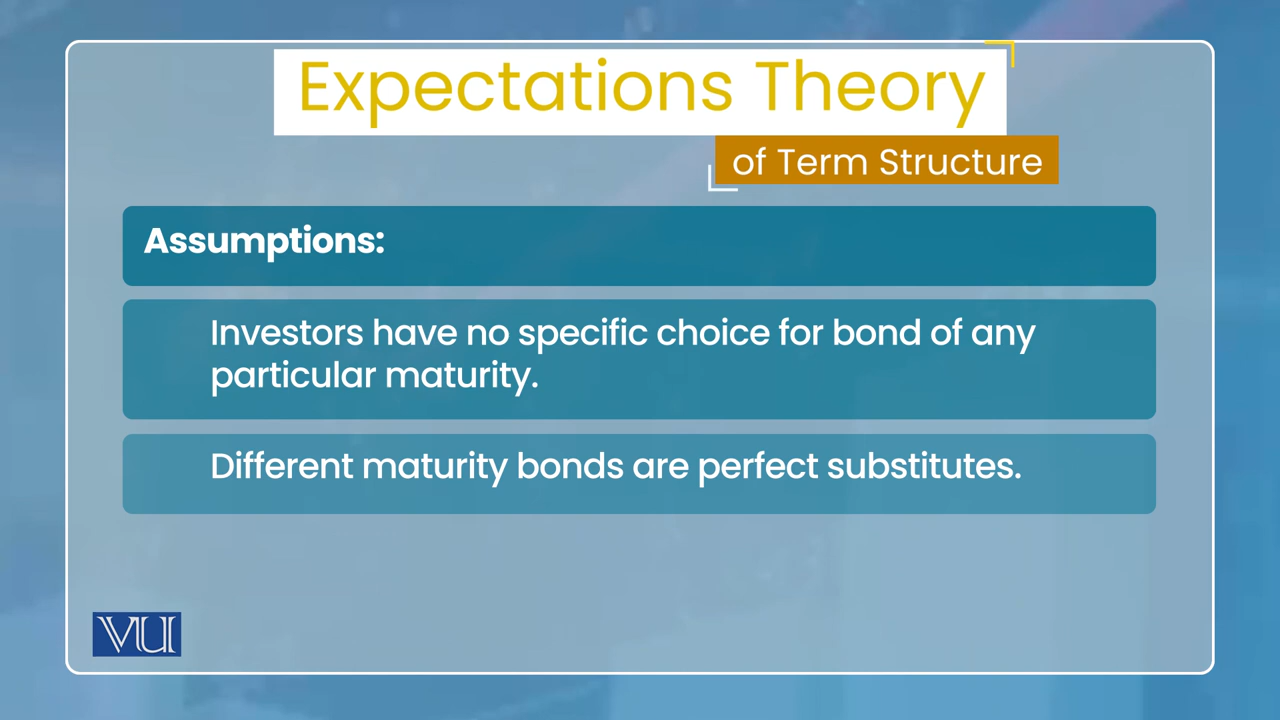 Expectations Theory
of Term Structure
Assumptions:
Investors have no specific choice for bond of any
particular maturity.
Different maturity bonds are perfect substitutes.
VU